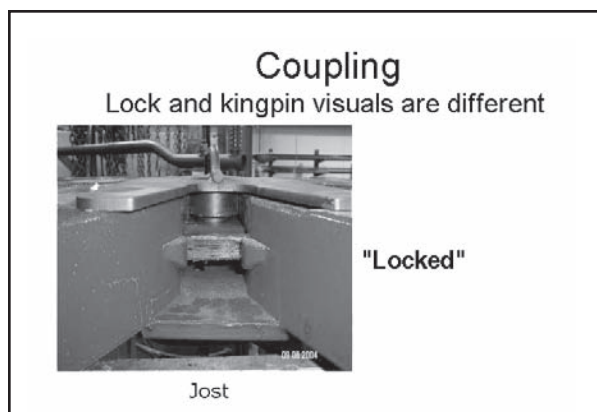 Coupling
Lock and kingpin visuals are different
"Locked"
09-08-2004
Jost